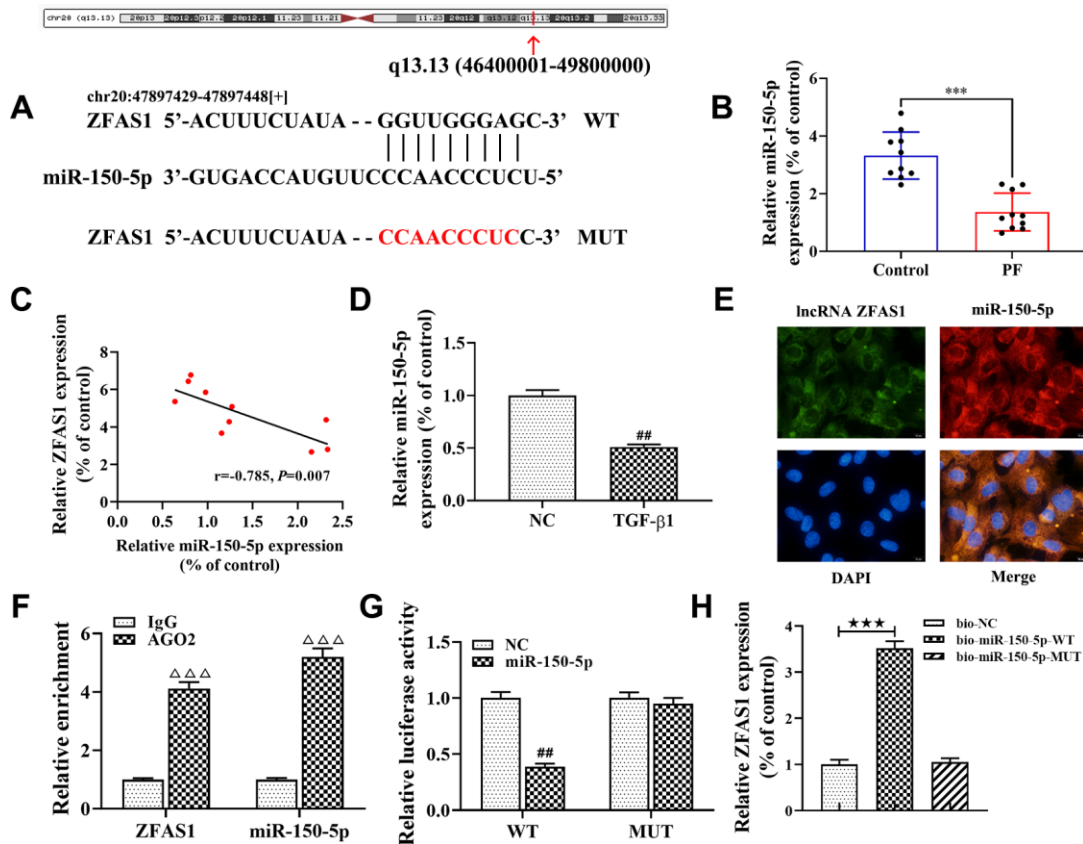 chr20 (q13.13) 20p13 20p12.3 p12.2 20p12.1 11.23 11.21 11.23 20q12 q13.12 q13.13 20q13.2 20q13.33
q13.13 (46400001-49800000)
A
chr20:47897429-47897448[+]
ZFAS1 5’-ACUUUCUAUA - - GGUUGGGAGC-3’ WT
miR-150-5p 3’-GUGACCAUGUUCCCAACCCUCU-5’
ZFAS1 5’-ACUUUCUAUA - - CCAACCCUCC-3’ MUT
B
Relative miR-150-5p
expression (% of control)
6
4
2
0
***
Control PF
C
Relative ZFAS1 expression
(% of control)
8
6
4
2
0
r=-0.785, P=0.007
0.0 0.5 1.0 1.5 2.0 2.5
Relative miR-150-5p expression
(% of control)
D
Relative miR-150-5p
expression (% of control)
1.5
1.0
0.5
0.0
##
NC TGF-β1
E
lncRNA ZFAS1 miR-150-5p
DAPI Merge
F
Relative enrichment
IgG
AGO2
6
4
2
0
△△△ △△△
ZFAS1 miR-150-5p
G
Relative luciferase activity
NC
miR-150-5p
1.5
1.0
0.5
0.0
##
WT MUT
H
Relative ZFAS1 expression
(% of control)
4
3
2
1
0
★★★
bio-NC
bio-miR-150-5p-WT
bio-miR-150-5p-MUT